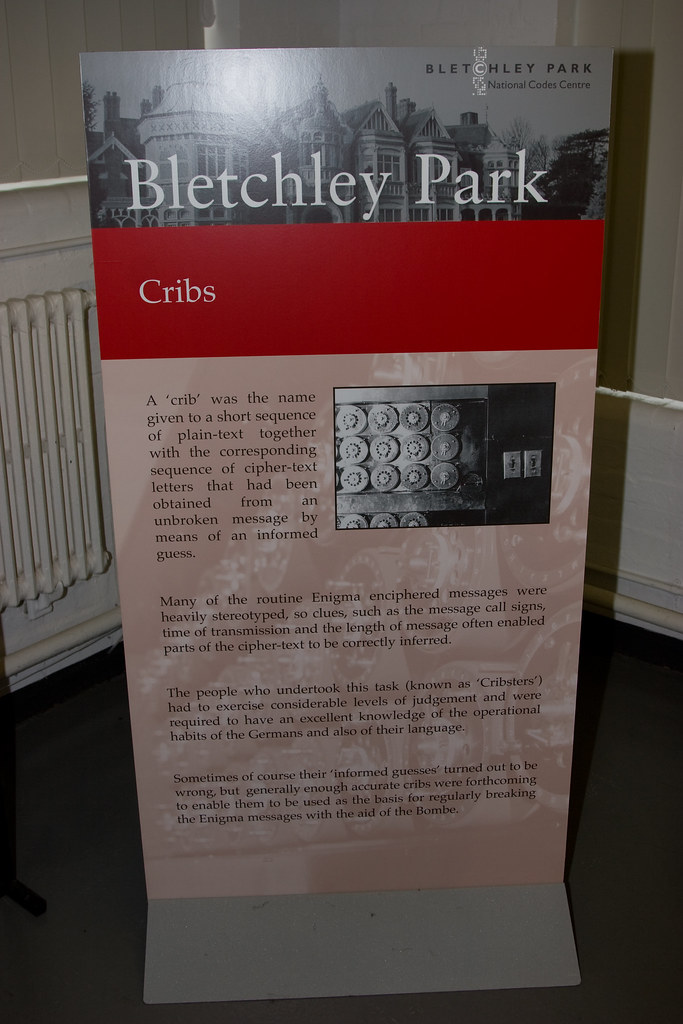 BLETCHLEY PARK
National Codes Centre
Bletchley Park
Cribs
A 'crib' was the name
given to a short sequence
of plain-text together
with the corresponding
sequence of cipher-text
letters that had been
obtained from an
unbroken message by
means of an informed
guess.
Many of the routine Enigma enciphered messages were
heavily stereotyped, so clues, such as the message call signs,
time of transmission and the length of message often enabled
parts of the cipher-text to be correctly inferred.
The people who undertook this task (known as 'Cribsters')
had to exercise considerable levels of judgement and were
required to have an excellent knowledge of the operational
habits of the Germans and also of their language.
Sometimes of course their 'informed guesses' turned out to be
wrong, but generally enough accurate cribs were forthcoming
to enable them to be used as the basis for regularly breaking
the Enigma messages with the aid of the Bombe.